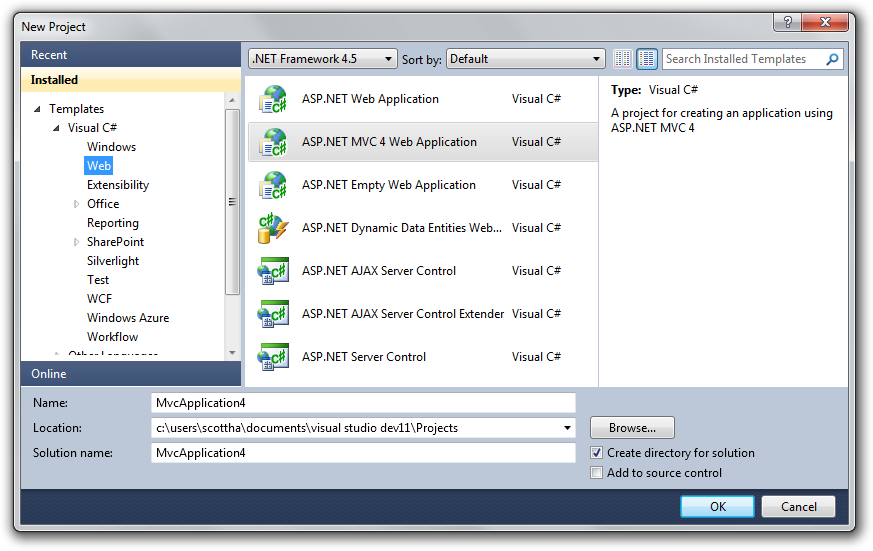 New Project
Recent
Installed
Templates
Visual C#
Windows
Web
Extensibility
Office
Reporting
SharePoint
Silverlight
Test
WCF
Windows Azure
Workflow
Other Languages
Online
.NET Framework 4.5
Sort by: Default
Search Installed Templates
ASP.NET Web Application Visual C#
ASP.NET MVC 4 Web Application Visual C#
ASP.NET Empty Web Application Visual C#
ASP.NET Dynamic Data Entities Web... Visual C#
ASP.NET AJAX Server Control Visual C#
ASP.NET AJAX Server Control Extender Visual C#
ASP.NET Server Control Visual C#
Type: Visual C#
A project for creating an application using
ASP.NET MVC 4
Name: MvcApplication4
Location: c:\users\scottha\documents\visual studio dev11\Projects
Browse...
Solution name: MvcApplication4
Create directory for solution
Add to source control
OK
Cancel